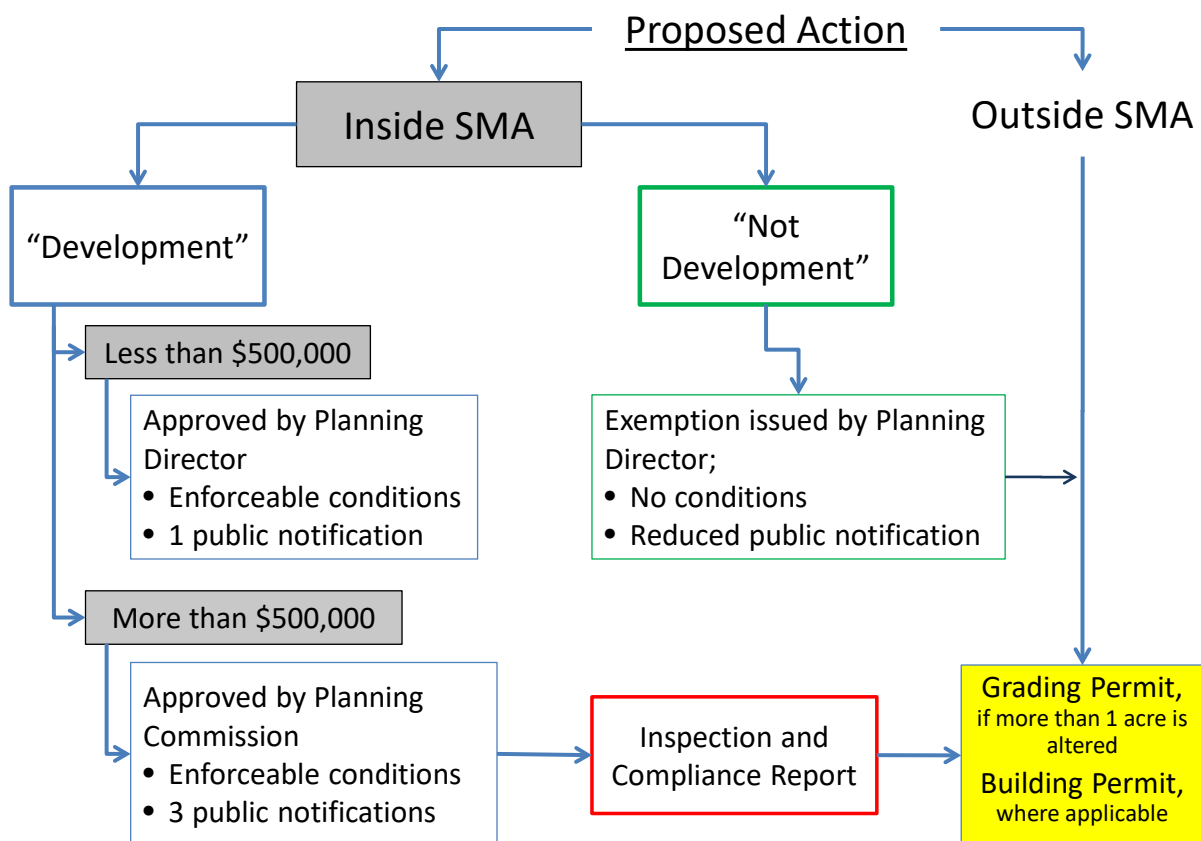 Proposed Action
Inside SMA
Outside SMA
“Development”
“Not
Development”
Less than $500,000
Approved by Planning
Director
• Enforceable conditions
• 1 public notification
Exemption issued by Planning
Director;
• No conditions
• Reduced public notification
More than $500,000
Approved by Planning
Commission
• Enforceable conditions
• 3 public notifications
Inspection and
Compliance Report
Grading Permit,
if more than 1 acre is
altered
Building Permit,
where applicable